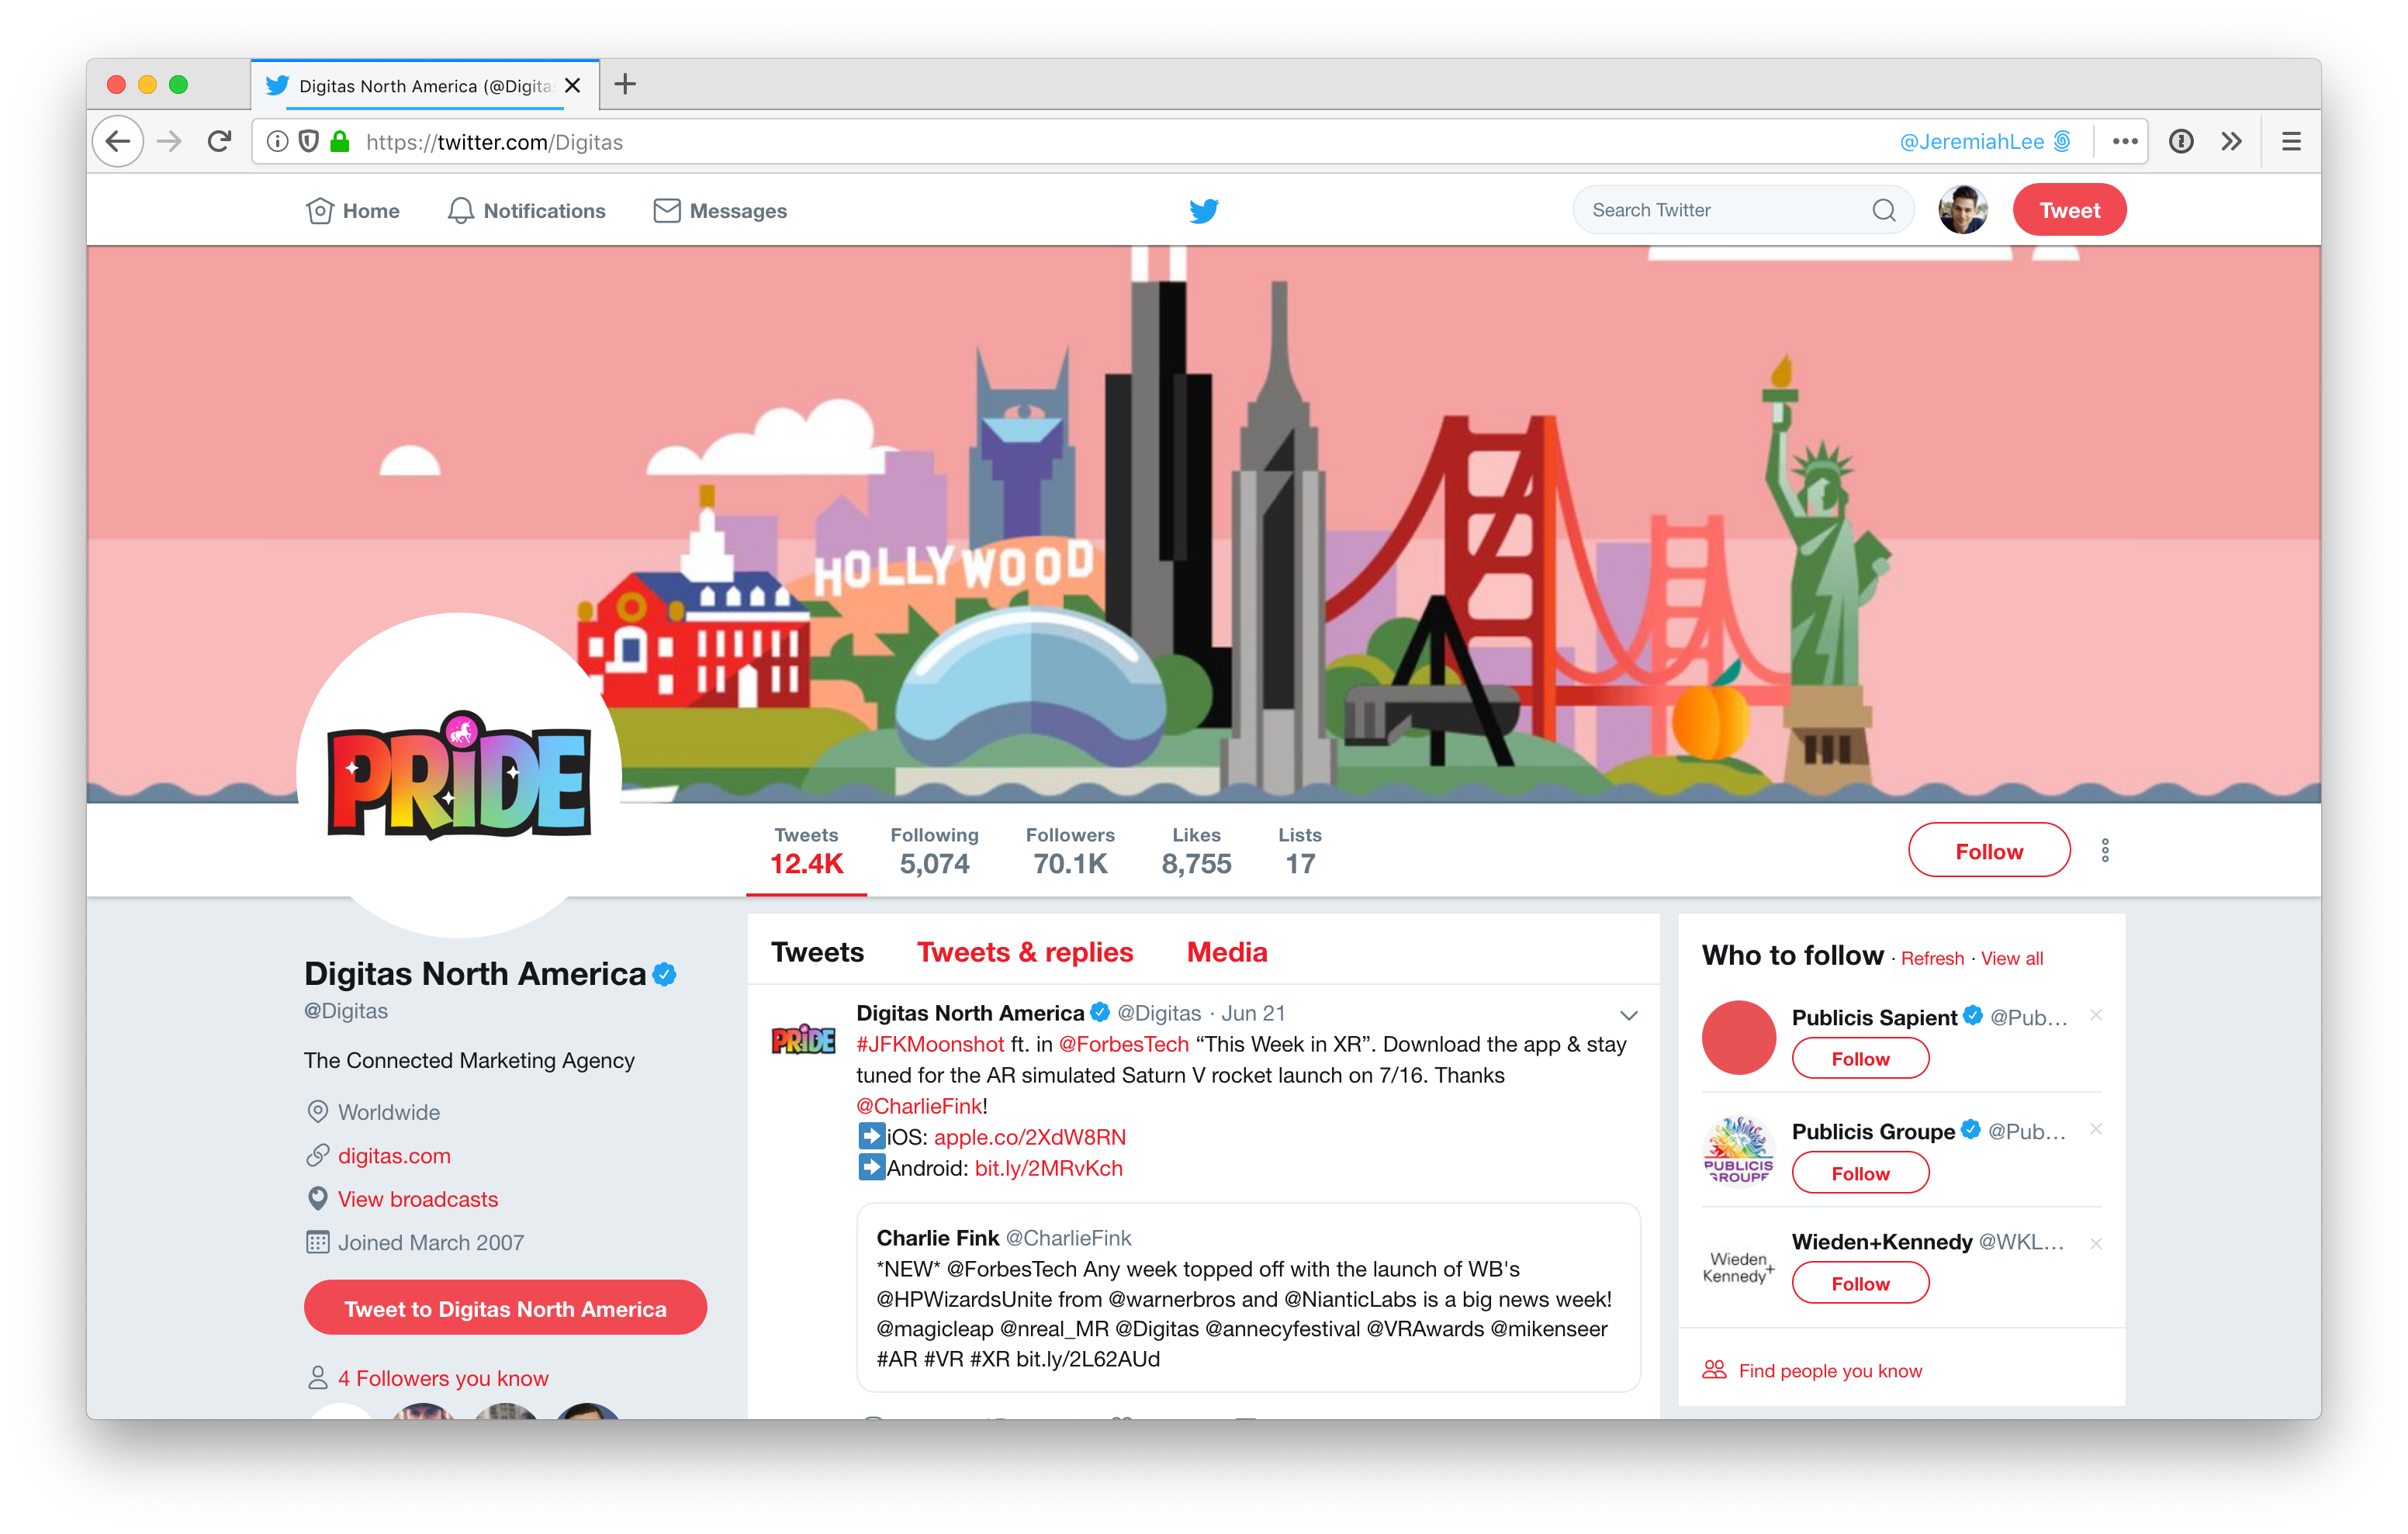 Digitas North America (@Digita
https://twitter.com/Digitas
@JeremiahLee
Home
Notifications
Messages
Search Twitter
Tweet
HOLLYWOOD
PRiDE
Tweets
12.4K
Following
5,074
Followers
70.1K
Likes
8,755
Lists
17
Follow
Digitas North America
@Digitas
The Connected Marketing Agency
Worldwide
digitas.com
View broadcasts
Joined March 2007
Tweet to Digitas North America
4 Followers you know
Tweets Tweets & replies Media
PRiDE
Digitas North America @Digitas · Jun 21
#JFKMoonshot ft. in @ForbesTech “This Week in XR”. Download the app & stay
tuned for the AR simulated Saturn V rocket launch on 7/16. Thanks
@CharlieFink!
➡iOS: apple.co/2XdW8RN
➡Android: bit.ly/2MRvKch
Charlie Fink @CharlieFink
*NEW* @ForbesTech Any week topped off with the launch of WB's
@HPWizardsUnite from @warnerbros and @NianticLabs is a big news week!
@magicleap @nreal_MR @Digitas @annecyfestival @VRAwards @mikenseer
#AR #VR #XR bit.ly/2L62AUd
Who to follow · Refresh · View all
Publicis Sapient @Pub...
Follow
PUBLICIS
GROUPE
Publicis Groupe @Pub...
Follow
Wieden
Kennedy+
Wieden+Kennedy @WKL...
Follow
Find people you know